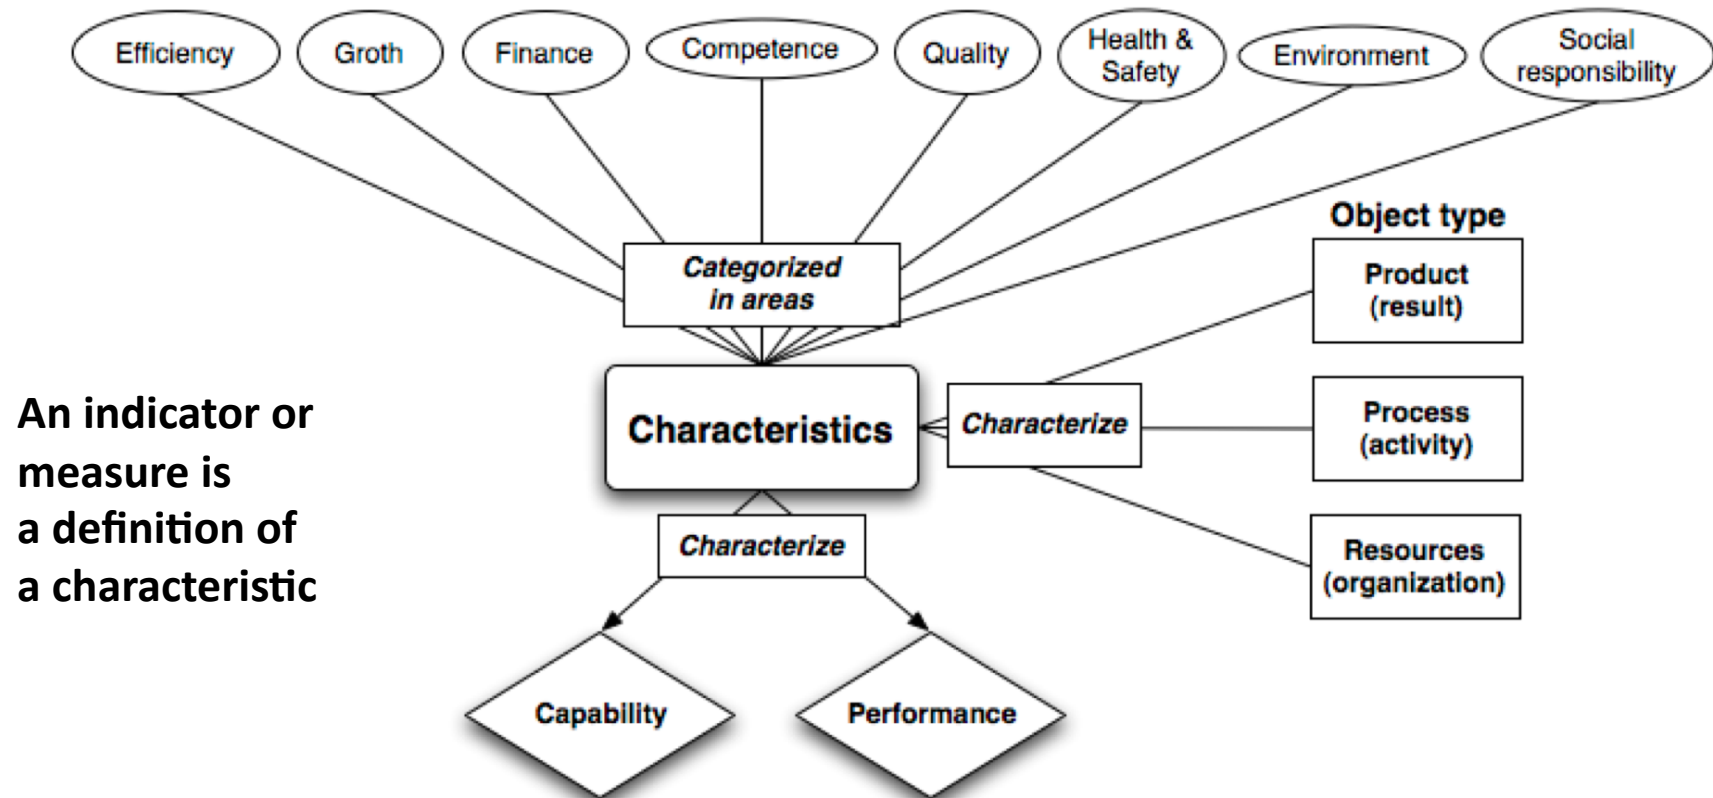 Efficiency
Groth
Finance
Competence
Quality
Health &
Safety
Environment
Social
responsibility
Categorized
in areas
Object type
Product
(result)
Characteristics
Characterize
Process
(activity)
An indicator or
measure is
a definition of
a characteristic
Characterize
Resources
(organization)
Capability
Performance